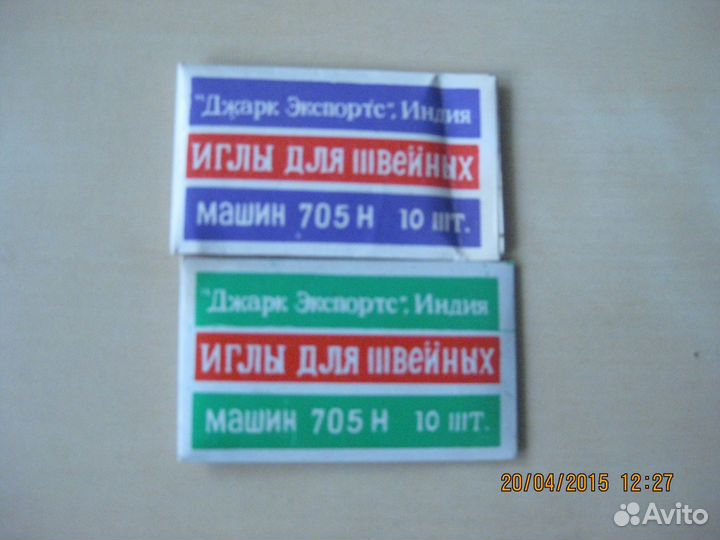 "Джарк Экспортс", Индия
ИГЛЫ ДЛЯ ШВЕЙНЫХ
машин 705 Н 10 шт.
"Джарк Экспортс", Индия
ИГЛЫ ДЛЯ ШВЕЙНЫХ
машин 705 Н 10 шт.
20/04/2015 12:27
Avito